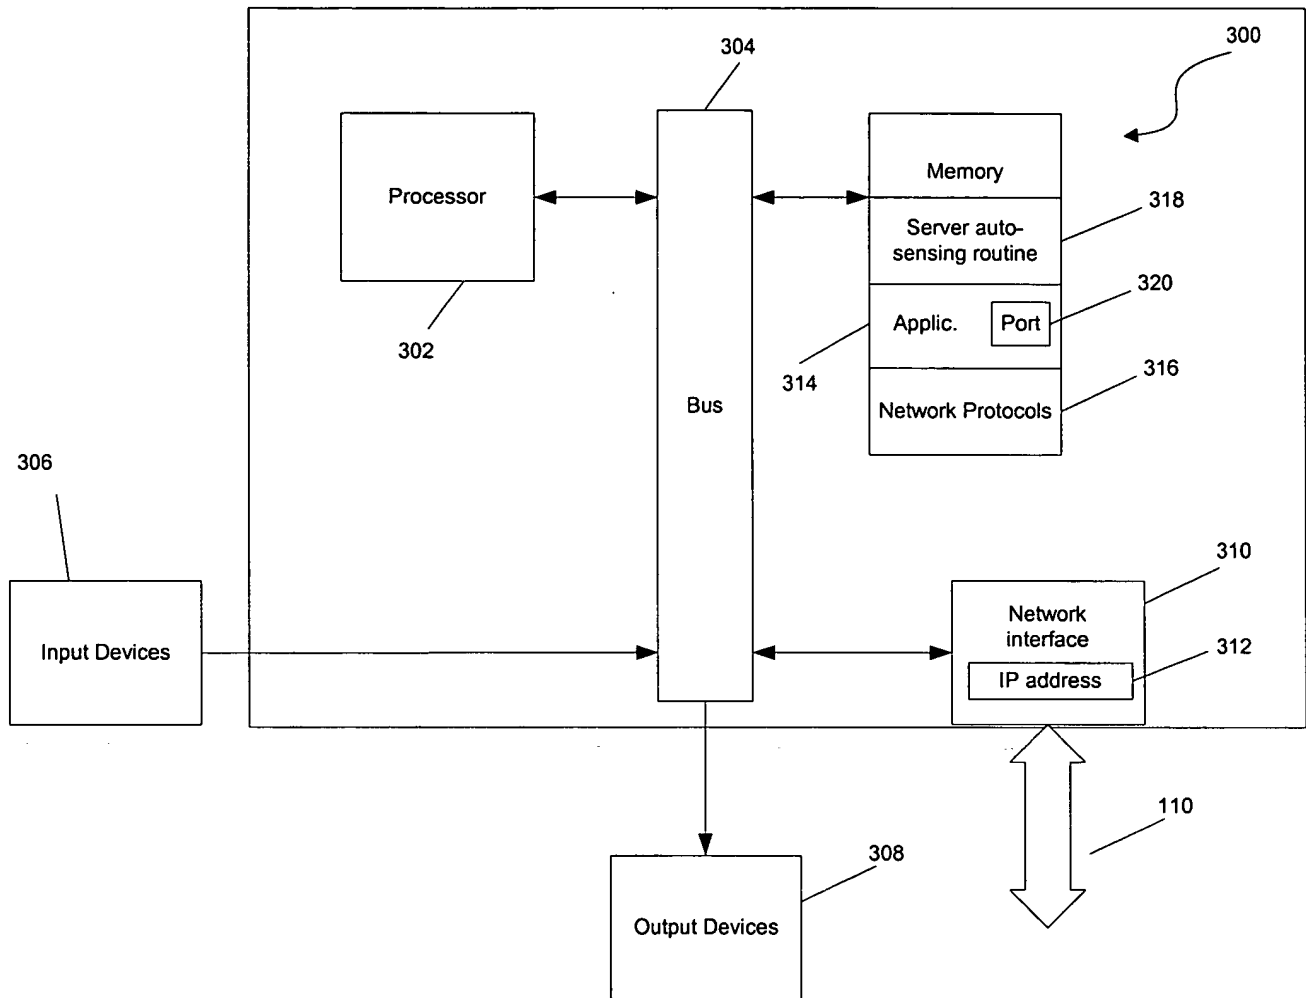 304
300
Processor
Memory
318
Server auto-
sensing routine
320
Applic.
Port
302
314
316
Bus
Network Protocols
306
310
Network
interface
312
Input Devices
IP address
110
308
Output Devices